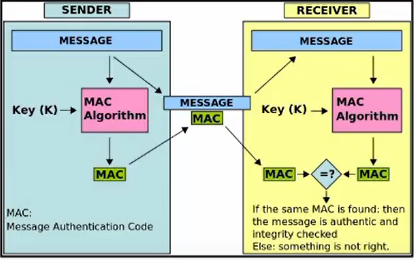 SENDER
MESSAGE
Key (K)
MAC
Algorithm
MAC
MAC:
Message Authentication Code
MESSAGE
MAC
RECEIVER
MESSAGE
Key (K)
MAC
Algorithm
MAC
=?
MAC
If the same MAC is found: then
the message is authentic and
integrity checked
Else: something is not right.